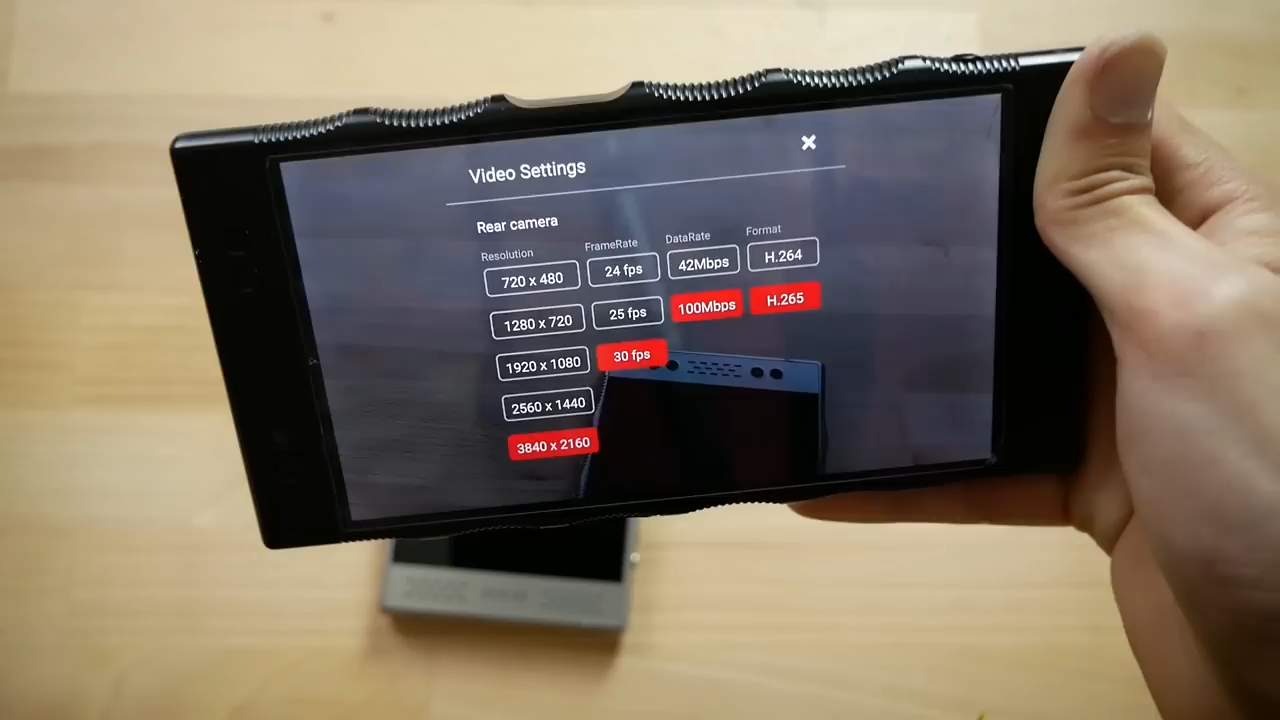 Video Settings
Rear camera
Resolution FrameRate DataRate Format
720 x 480 24 fps 42Mbps H.264
1280 x 720 25 fps 100Mbps H.265
1920 x 1080 30 fps
2560 x 1440
3840 x 2160